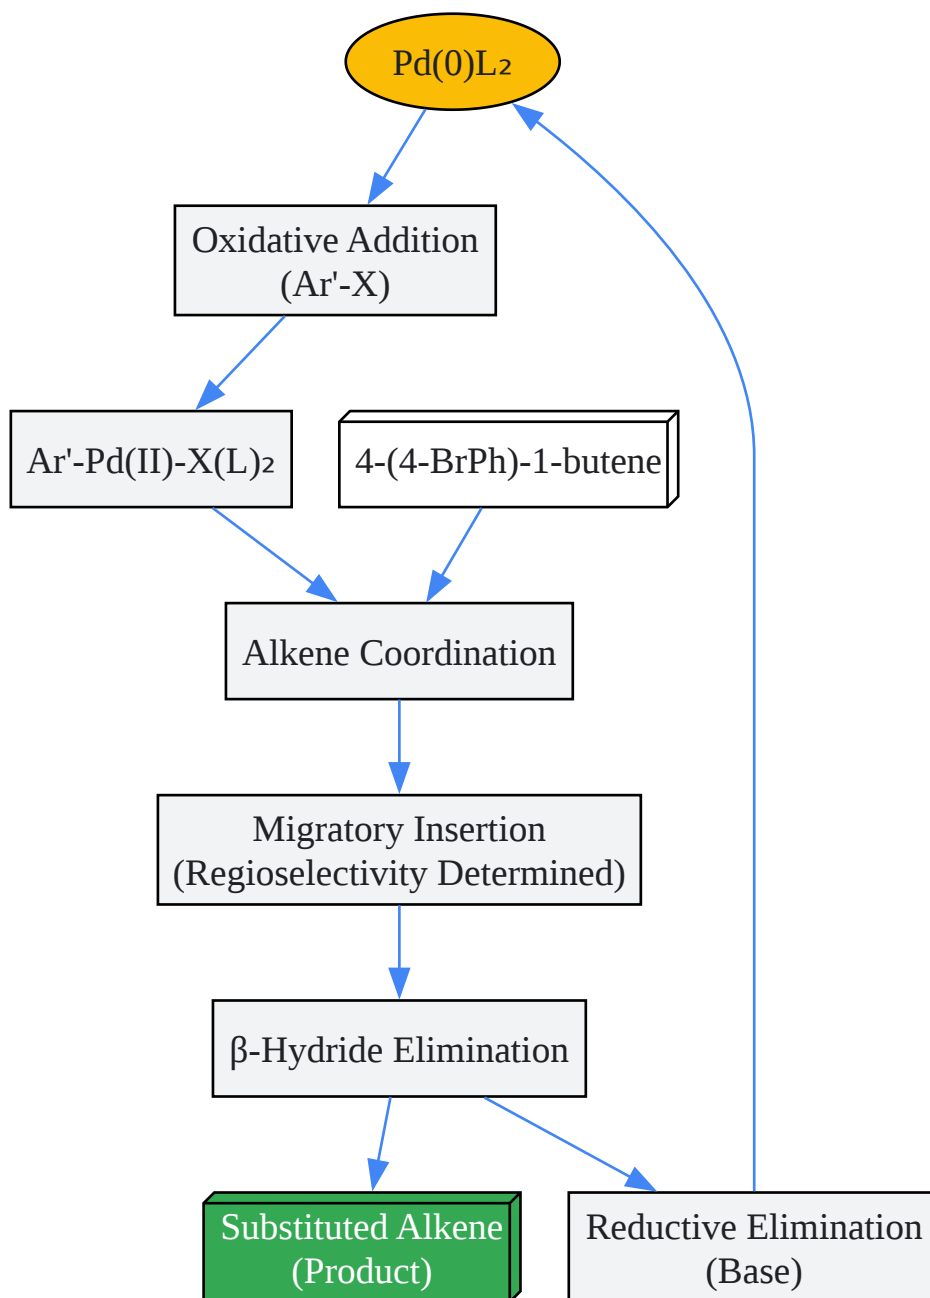 Pd(0)L₂
Oxidative Addition
(Ar'-X)
Ar'-Pd(II)-X(L)₂
4-(4-BrPh)-1-butene
Alkene Coordination
Migratory Insertion
(Regioselectivity Determined)
β-Hydride Elimination
Substituted Alkene
(Product)
Reductive Elimination
(Base)